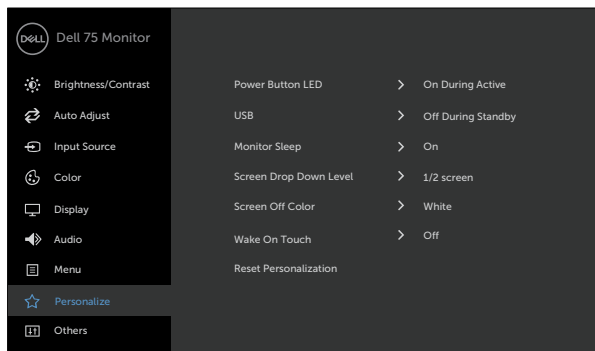 DELL Dell 75 Monitor
Brightness/Contrast
Auto Adjust
Input Source
Color
Display
Audio
Menu
Personalize
Others
Power Button LED On During Active
USB Off During Standby
Monitor Sleep On
Screen Drop Down Level 1/2 screen
Screen Off Color White
Wake On Touch Off
Reset Personalization